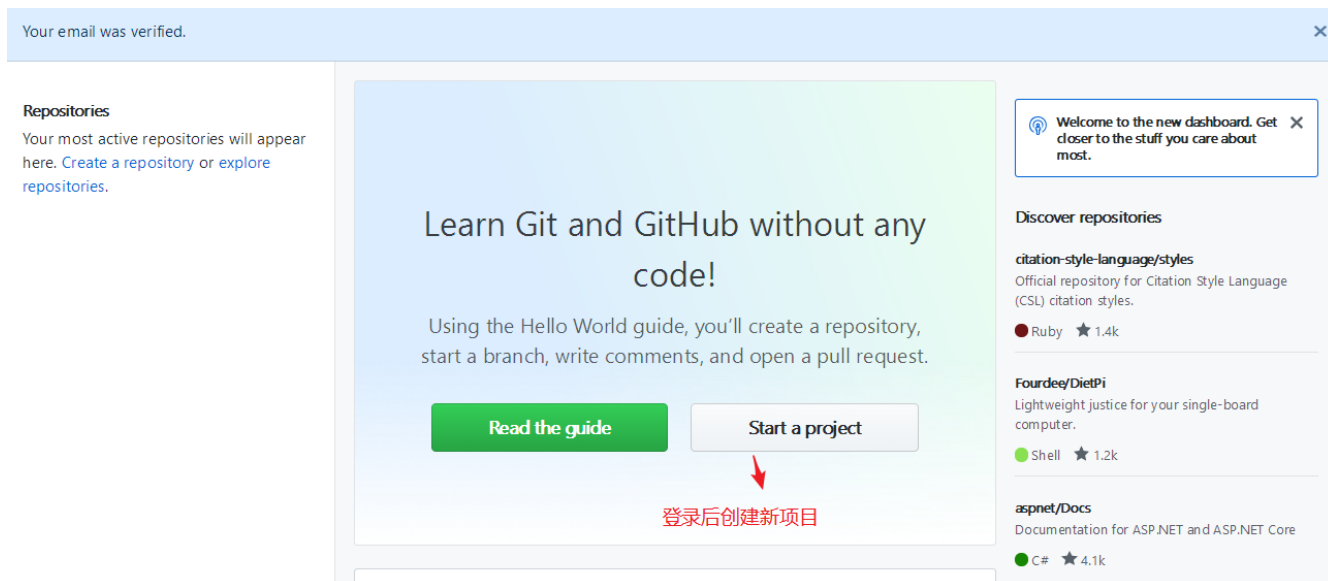 Your email was verified.
Repositories
Your most active repositories will appear
here. Create a repository or explore
repositories.
Learn Git and GitHub without any
code!
Using the Hello World guide, you'll create a repository,
start a branch, write comments, and open a pull request.
Read the guide
Start a project
登录后创建新项目
Welcome to the new dashboard. Get
closer to the stuff you care about
most.
Discover repositories
citation-style-language/styles
Official repository for Citation Style Language
(CSL) citation styles.
Ruby ★ 1.4k
Fourdee/DietPi
Lightweight justice for your single-board
computer.
Shell ★ 1.2k
aspnet/Docs
Documentation for ASP.NET and ASP.NET Core
C# ★ 4.1k